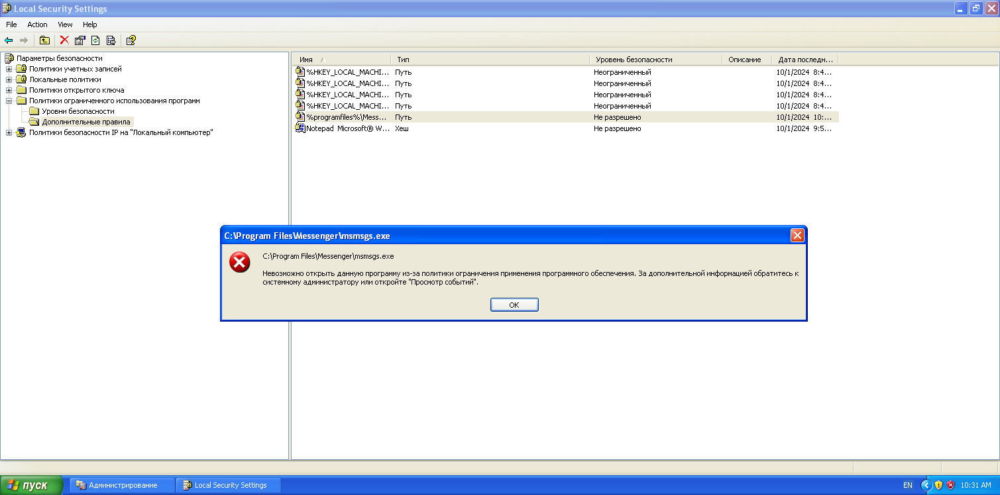 Local Security Settings
File Action View Help
Параметры безопасности
Политики учетных записей
Локальные политики
Политики открытого ключа
Политики ограниченного использования программ
Уровни безопасности
Дополнительные правила
Политики безопасности IP на "Локальный компьютер"
Имя Тип Уровень безопасности Описание Дата последн...
%HKEY_LOCAL_MACHI... Путь Неограниченный 10/1/2024 8:4...
%HKEY_LOCAL_MACHI... Путь Неограниченный 10/1/2024 8:4...
%HKEY_LOCAL_MACHI... Путь Неограниченный 10/1/2024 8:4...
%HKEY_LOCAL_MACHI... Путь Неограниченный 10/1/2024 8:4...
%programfiles%\Mess... Путь Не разрешено 10/1/2024 10:...
Notepad Microsoft® W... Хеш Не разрешено 10/1/2024 9:5...
C:\Program Files\Messenger\msmsgs.exe
C:\Program Files\Messenger\msmsgs.exe
Невозможно открыть данную программу из-за политики ограничения применения программного обеспечения. За дополнительной информацией обратитесь к
системному администратору или откройте "Просмотр событий".
OK
пуск Администрирование Local Security Settings EN 10:31 AM